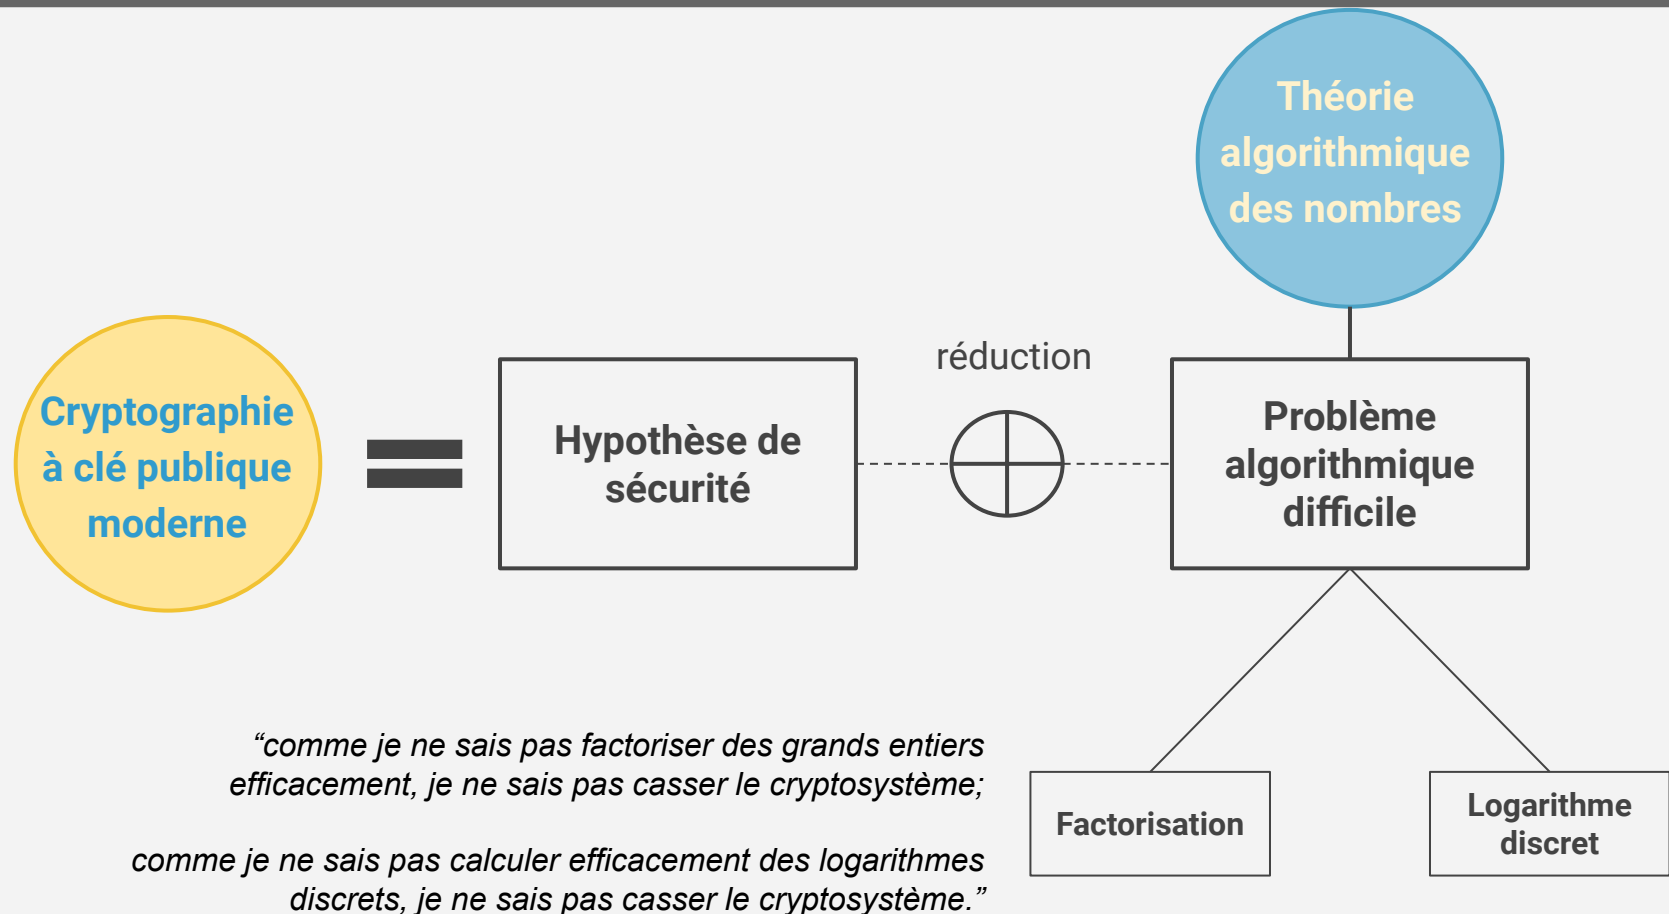 Théorie
algorithmique
des nombres
réduction
Cryptographie
à clé publique
moderne
Hypothèse de
sécurité
Problème
algorithmique
difficile
“comme je ne sais pas factoriser des grands entiers
efficacement, je ne sais pas casser le cryptosystème;
comme je ne sais pas calculer efficacement des logarithmes
discrets, je ne sais pas casser le cryptosystème.”
Factorisation
Logarithme
discret